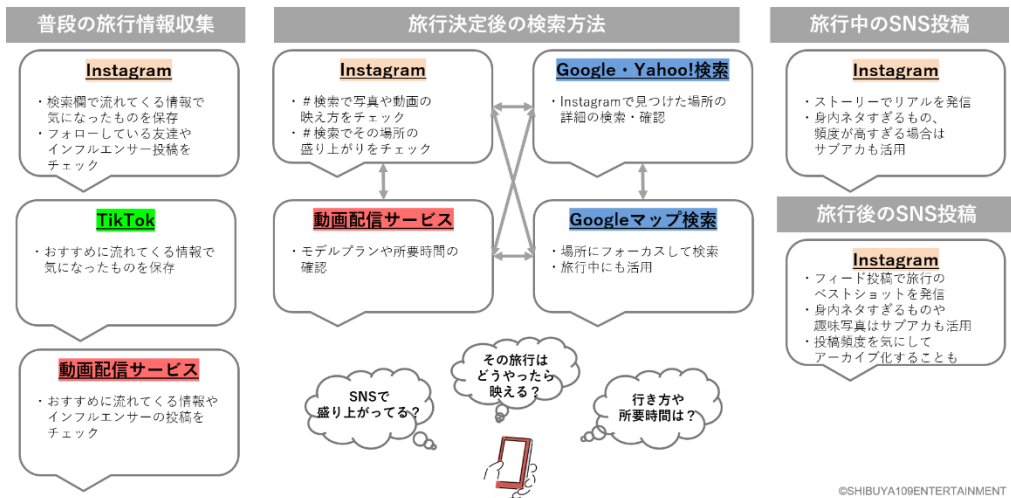 普段の旅行情報収集
Instagram
・検索欄で流れてくる情報で
気になったものを保存
・フォローしている友達や
インフルエンサー投稿を
チェック
TikTok
・おすすめに流れてくる情報で
気になったものを保存
動画配信サービス
・おすすめに流れてくる情報や
インフルエンサーの投稿を
チェック
旅行決定後の検索方法
Instagram
・＃検索で写真や動画の
映え方をチェック
・＃検索でその場所の
盛り上がりをチェック
Google・Yahoo!検索
・Instagramで見つけた場所の
詳細の検索・確認
動画配信サービス
・モデルプランや所要時間の
確認
Googleマップ検索
・場所にフォーカスして検索
・旅行中にも活用
SNSで
盛り上がってる？
その旅行は
どうやったら
映える？
行き方や
所要時間は？
旅行中のSNS投稿
Instagram
・ストーリーでリアルを発信
・身内ネタすぎるもの、
頻度が高すぎる場合は
サブアカも活用
旅行後のSNS投稿
Instagram
・フィード投稿で旅行の
ベストショットを発信
・身内ネタすぎるものや
趣味写真はサブアカも活用
・投稿頻度を気にして
アーカイブ化することも
©SHIBUYA109ENTERTAINMENT